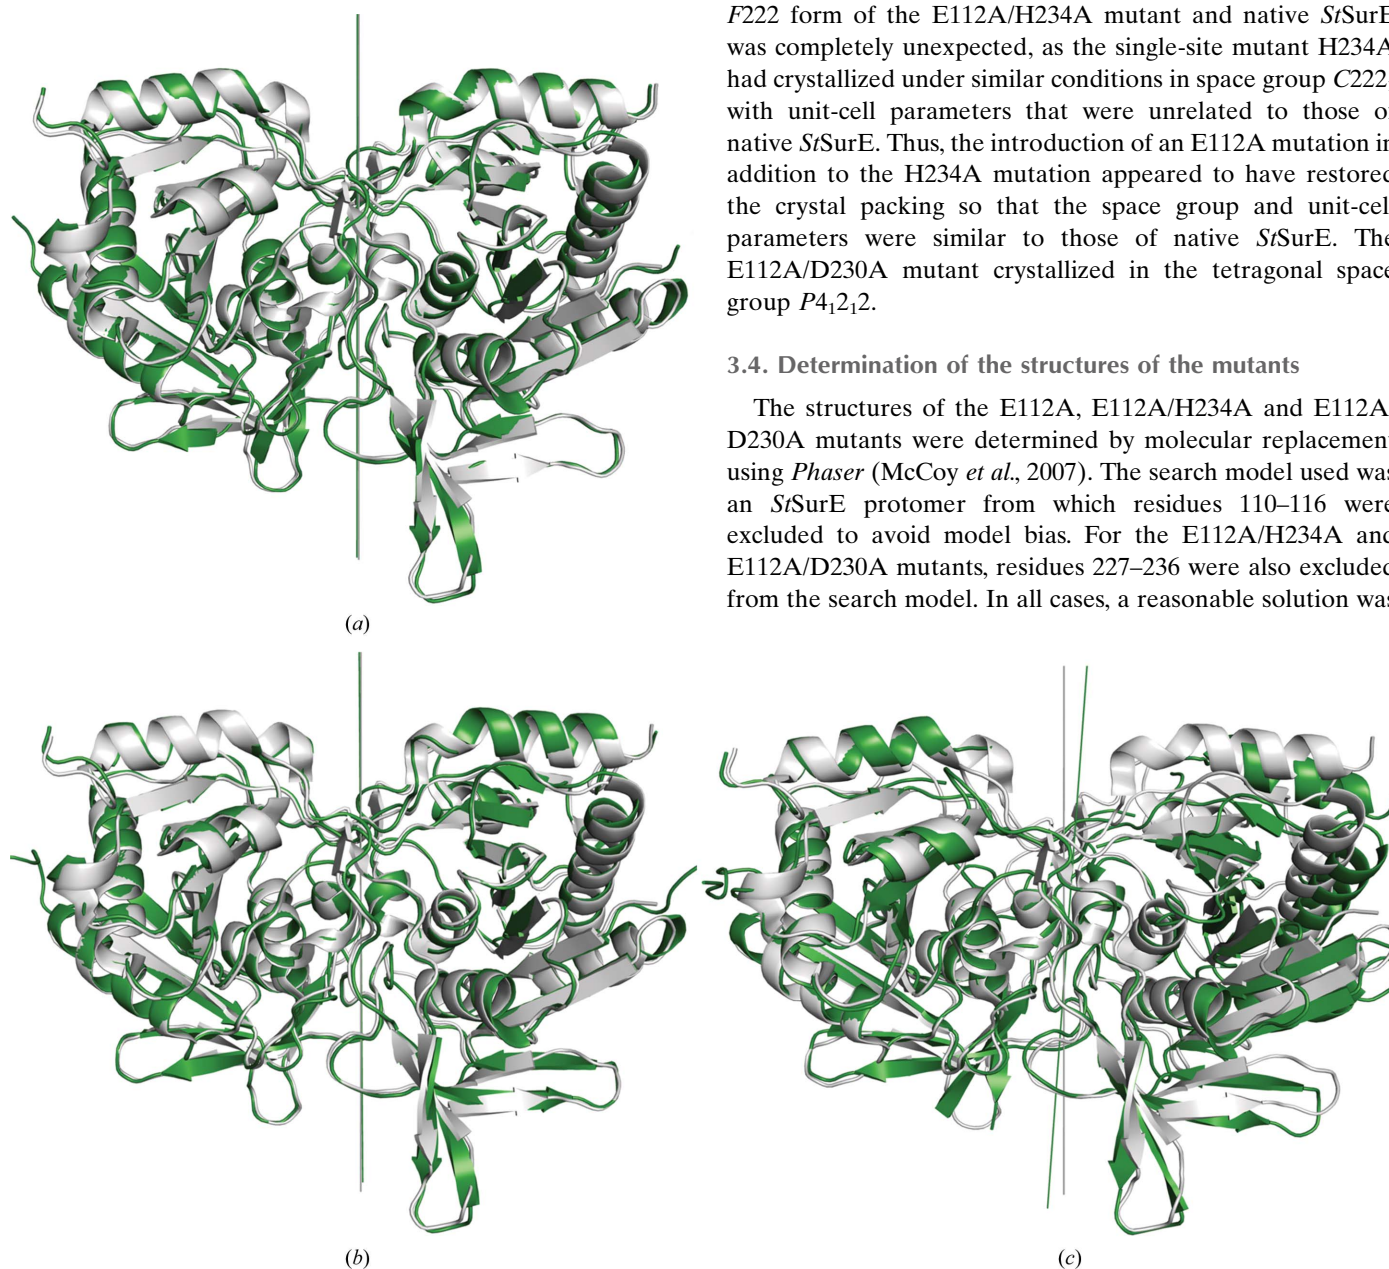 F222 form of the E112A/H234A mutant and native StSurE
was completely unexpected, as the single-site mutant H234A
had crystallized under similar conditions in space group C222
with unit-cell parameters that were unrelated to those of
native StSurE. Thus, the introduction of an E112A mutation in
addition to the H234A mutation appeared to have restored
the crystal packing so that the space group and unit-cell
parameters were similar to those of native StSurE. The
E112A/D230A mutant crystallized in the tetragonal space
group P4₁2₁2.
3.4. Determination of the structures of the mutants
The structures of the E112A, E112A/H234A and E112A/
D230A mutants were determined by molecular replacement
using Phaser (McCoy et al., 2007). The search model used was
an StSurE protomer from which residues 110–116 were
excluded to avoid model bias. For the E112A/H234A and
E112A/D230A mutants, residues 227–236 were also excluded
from the search model. In all cases, a reasonable solution was
(a)
(b)
(c)